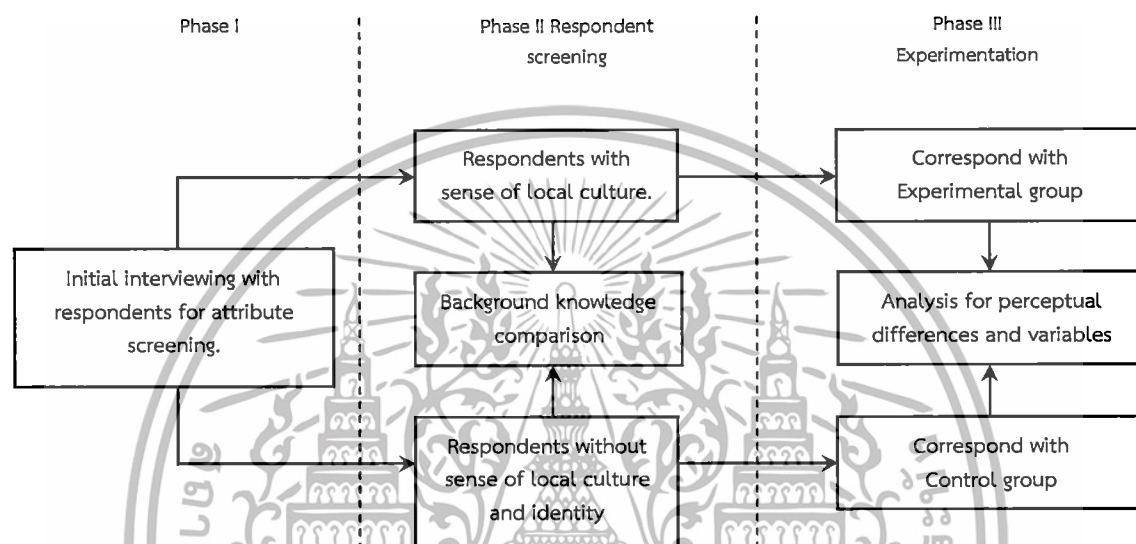 Phase I
Phase II Respondent
screening
Phase III
Experimentation
Respondents with
sense of local culture.
Correspond with
Experimental group
Initial interviewing with
respondents for attribute
screening.
Background knowledge
comparison
Analysis for perceptual
differences and variables
Respondents without
sense of local culture
and identity
Correspond with
Control group